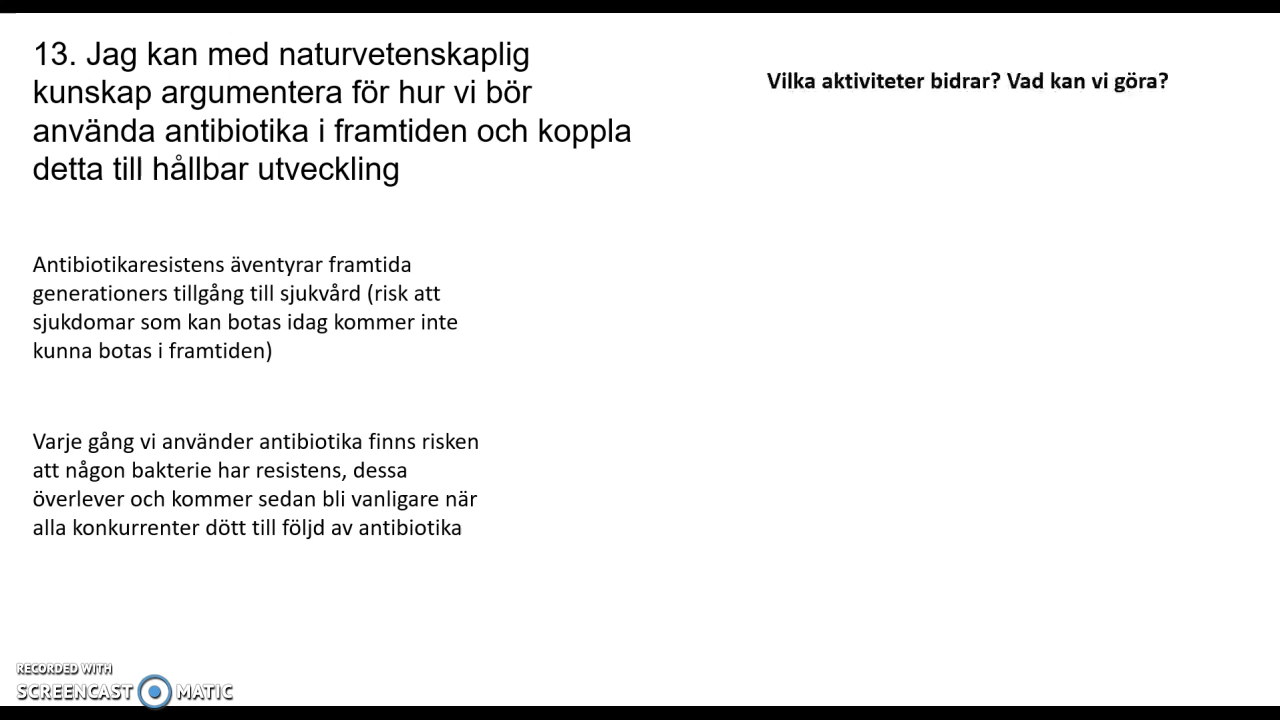 13. Jag kan med naturvetenskaplig
kunskap argumentera för hur vi bör
använda antibiotika i framtiden och koppla
detta till hållbar utveckling
Vilka aktiviteter bidrar? Vad kan vi göra?
Antibiotikaresistens äventyrar framtida
generationers tillgång till sjukvård (risk att
sjukdomar som kan botas idag kommer inte
kunna botas i framtiden)
Varje gång vi använder antibiotika finns risken
att någon bakterie har resistens, dessa
överlever och kommer sedan bli vanligare när
alla konkurrenter dött till följd av antibiotika
RECORDED WITH
SCREENCAST MATIC